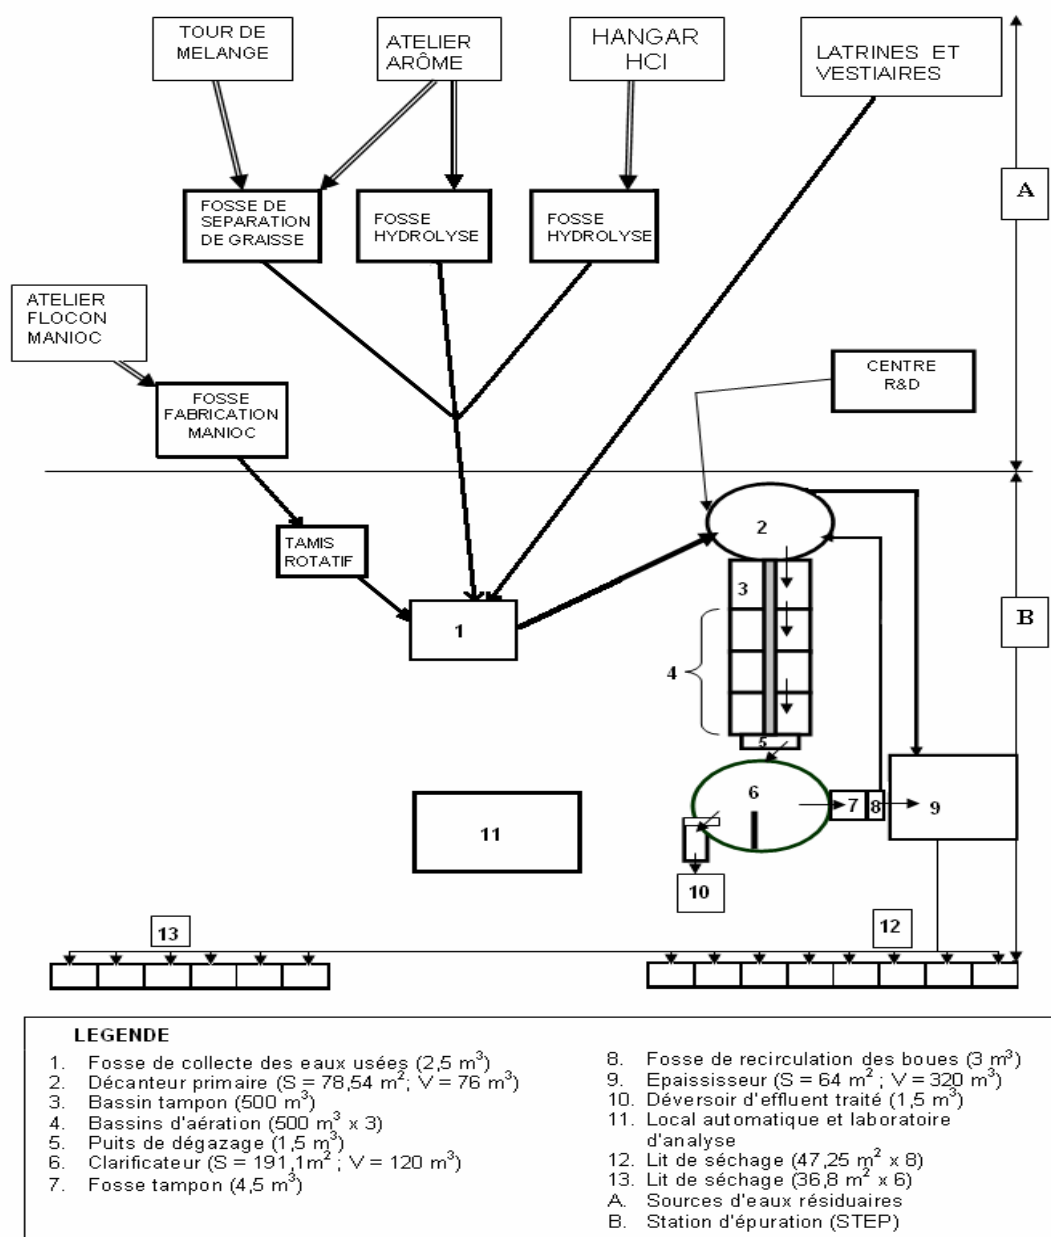 TOUR DE
MELANGE
ATELIER
ARÔME
HANGAR
HCl
LATRINES ET
VESTIAIRES
A
FOSSE DE
SEPARATION
DE GRAISSE
FOSSE
HYDROLYSE
FOSSE
HYDROLYSE
ATELIER
FLOCON
MANIOC
CENTRE
R&D
FOSSE
FABRICATION
MANIOC
2
TAMIS
ROTATIF
3
1
B
4
5
6
7
8
9
11
10
13
12
LEGENDE
1. Fosse de collecte des eaux usées (2,5 m³)
2. Décanteur primaire (S = 78,54 m² ; V = 76 m³)
3. Bassin tampon (500 m³)
4. Bassins d'aération (500 m³ x 3)
5. Puits de dégazage (1,5 m³)
6. Clarificateur (S = 191,1m² ; V = 120 m³)
7. Fosse tampon (4,5 m³)
8. Fosse de recirculation des boues (3 m³)
9. Epaississeur (S = 64 m² ; V = 320 m³)
10. Déversoir d'effluent traité (1,5 m³)
11. Local automatique et laboratoire
d'analyse
12. Lit de séchage (47,25 m² x 8)
13. Lit de séchage (36,8 m² x 6)
A. Sources d'eaux résiduaires
B. Station d'épuration (STEP)